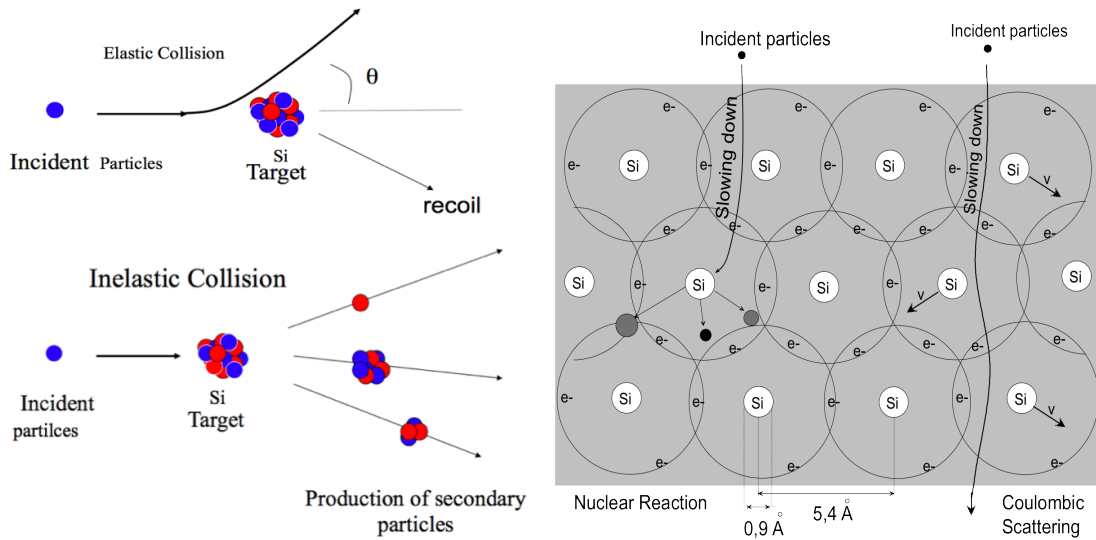 Elastic Collision
θ
Incident Particles
Si
Target
recoil
Inelastic Collision
Incident
partilces
Si
Target
Production of secondary
particles
Incident particles
Incident particles
e-
e-
e-
e-
Slowing down
Slowing down
e-
Si
e-
Si
e-
Si
e-
Si
v
e-
e-
e-
e-
e-
e-
e-
Si
e-
Si
e-
Si
e-
Si
v
e-
Si
v
e-
e-
e-
e-
e-
e-
e-
e-
Si
e-
Si
e-
Si
e-
Si
v
e-
e-
e-
e-
Nuclear Reaction
0,9 Å
5,4 Å
Coulombic
Scattering